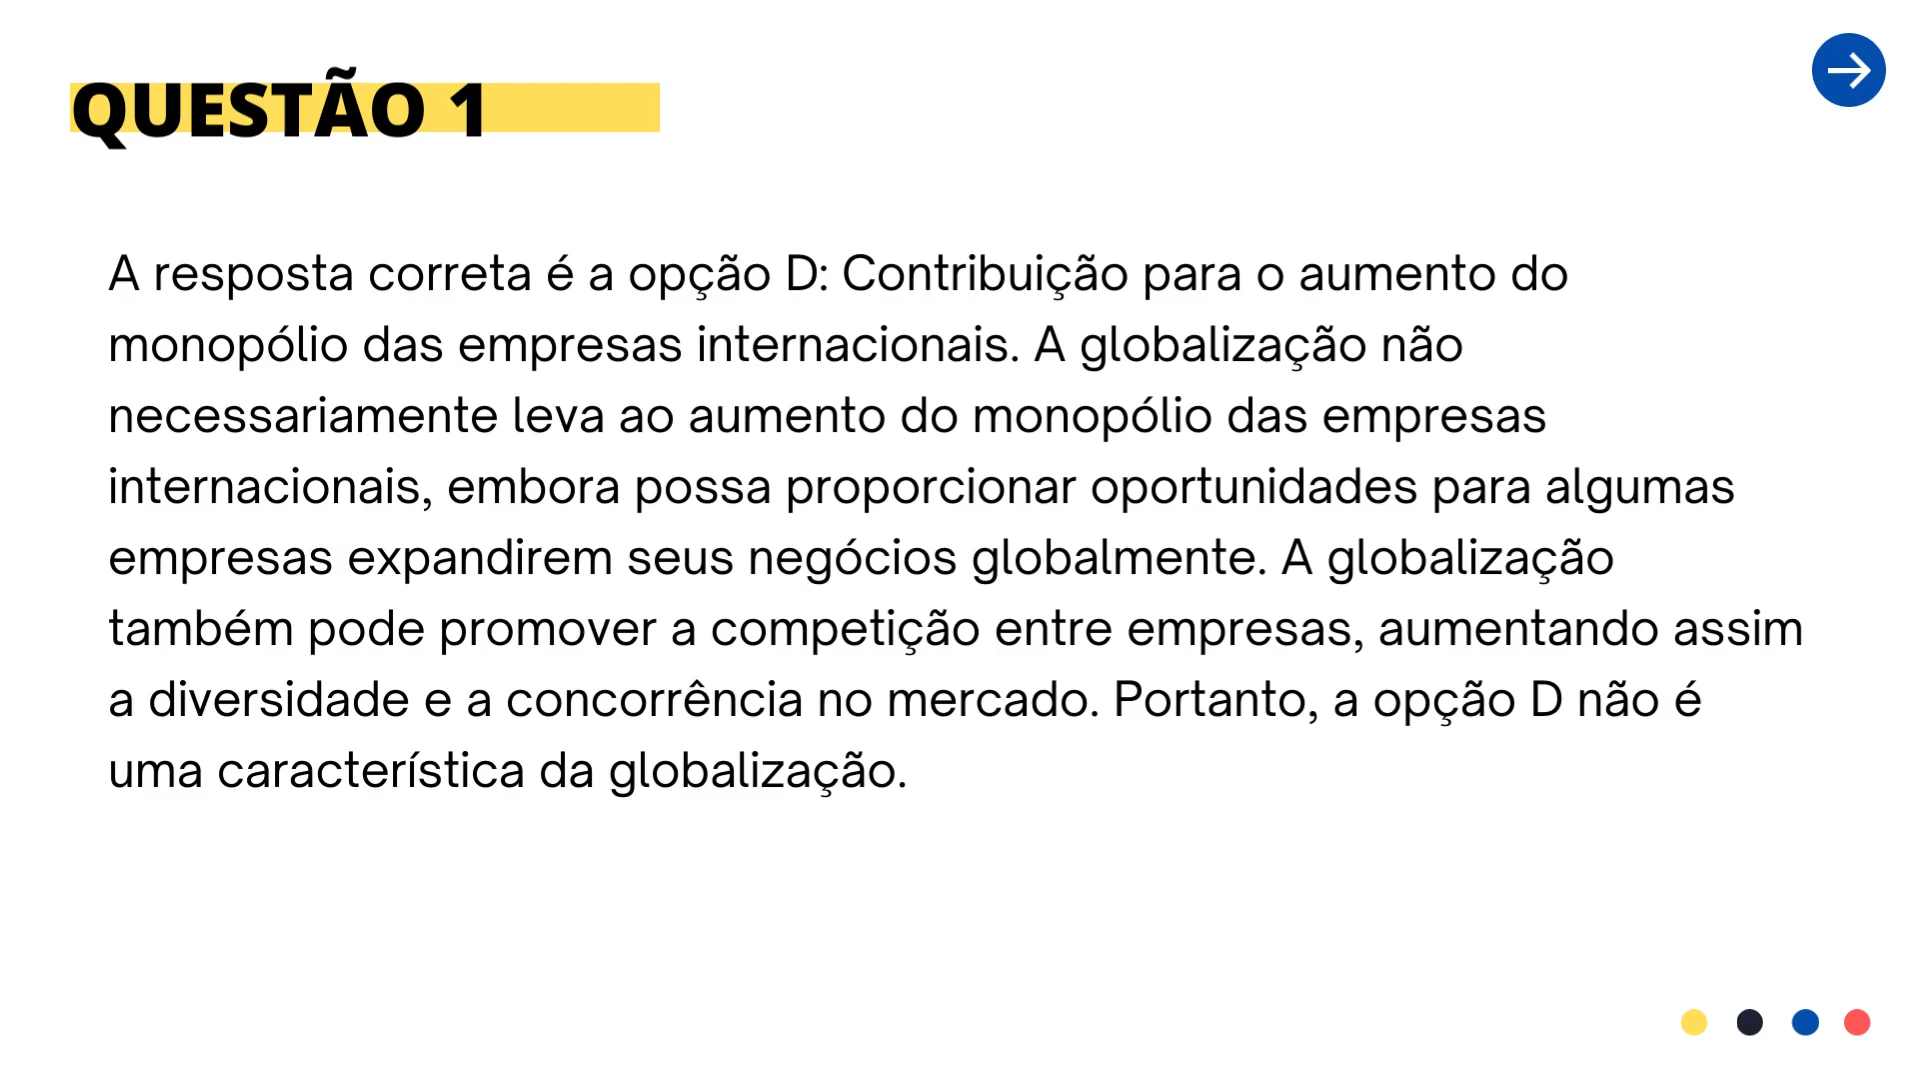 QUESTÃO 1
A resposta correta é a opção D: Contribuição para o aumento do
monopólio das empresas internacionais. A globalização não
necessariamente leva ao aumento do monopólio das empresas
internacionais, embora possa proporcionar oportunidades para algumas
empresas expandirem seus negócios globalmente. A globalização
também pode promover a competição entre empresas, aumentando assim
a diversidade e a concorrência no mercado. Portanto, a opção D não é
uma característica da globalização.